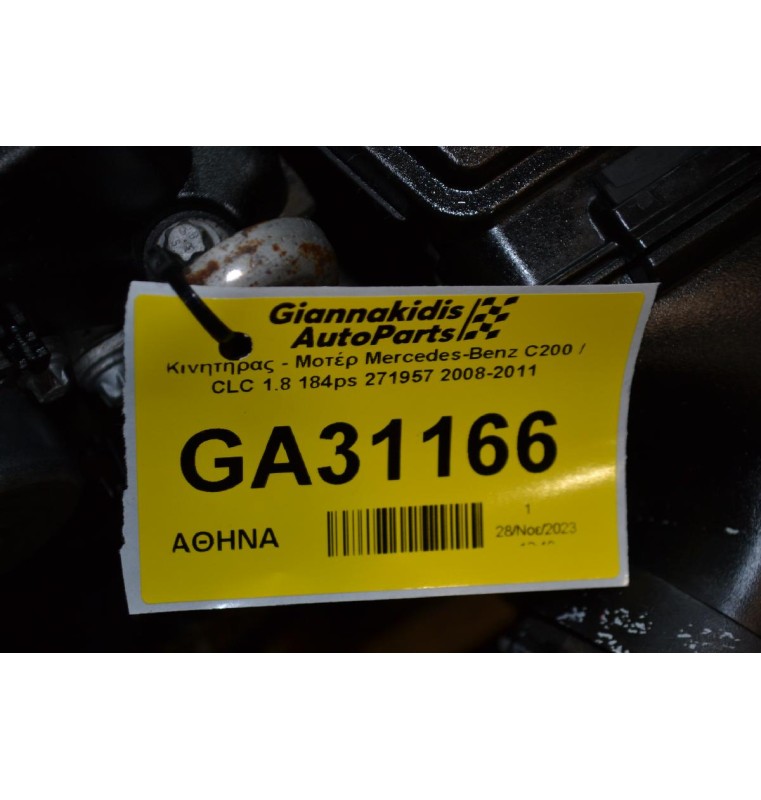 Giannakidis
AutoParts
Κινητήρας - Μοτέρ Mercedes-Benz C200 /
CLC 1.8 184ps 271957 2008-2011
GA31166
ΑΘΗΝΑ
1
28/Νοε/2023